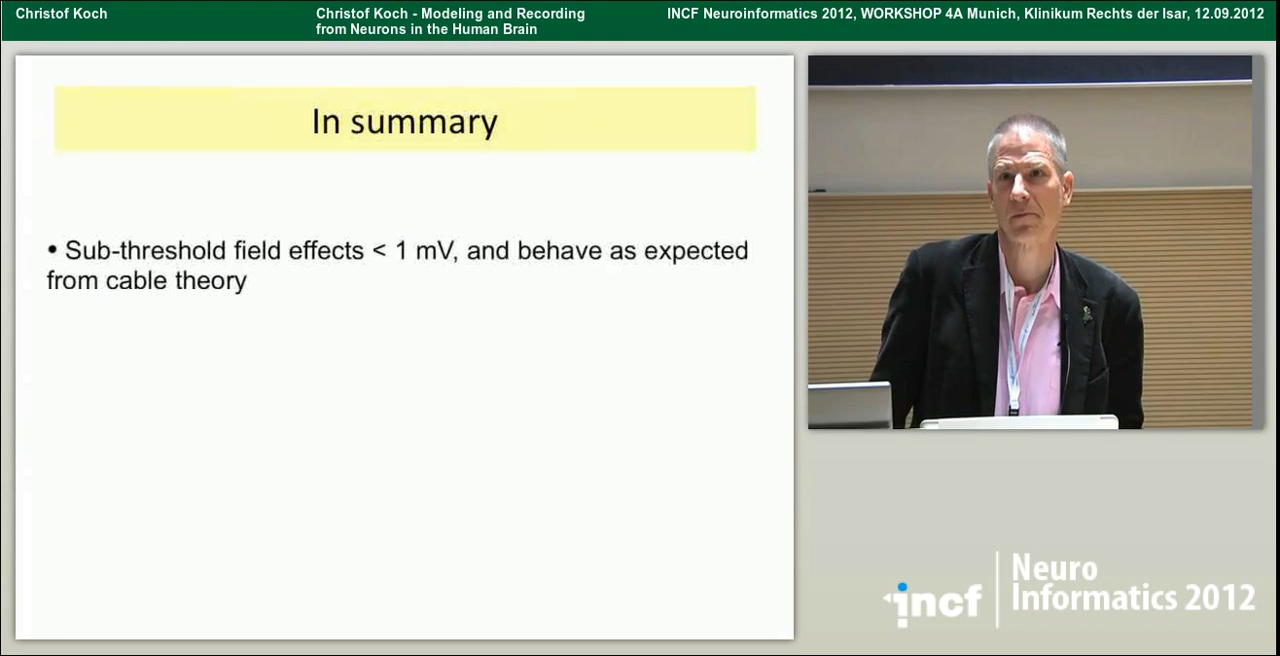 Christof Koch
Christof Koch - Modeling and Recording
from Neurons in the Human Brain
INCF Neuroinformatics 2012, WORKSHOP 4A Munich, Klinikum Rechts der Isar, 12.09.2012
In summary
• Sub-threshold field effects < 1 mV, and behave as expected
from cable theory
incf
Neuro
Informatics 2012